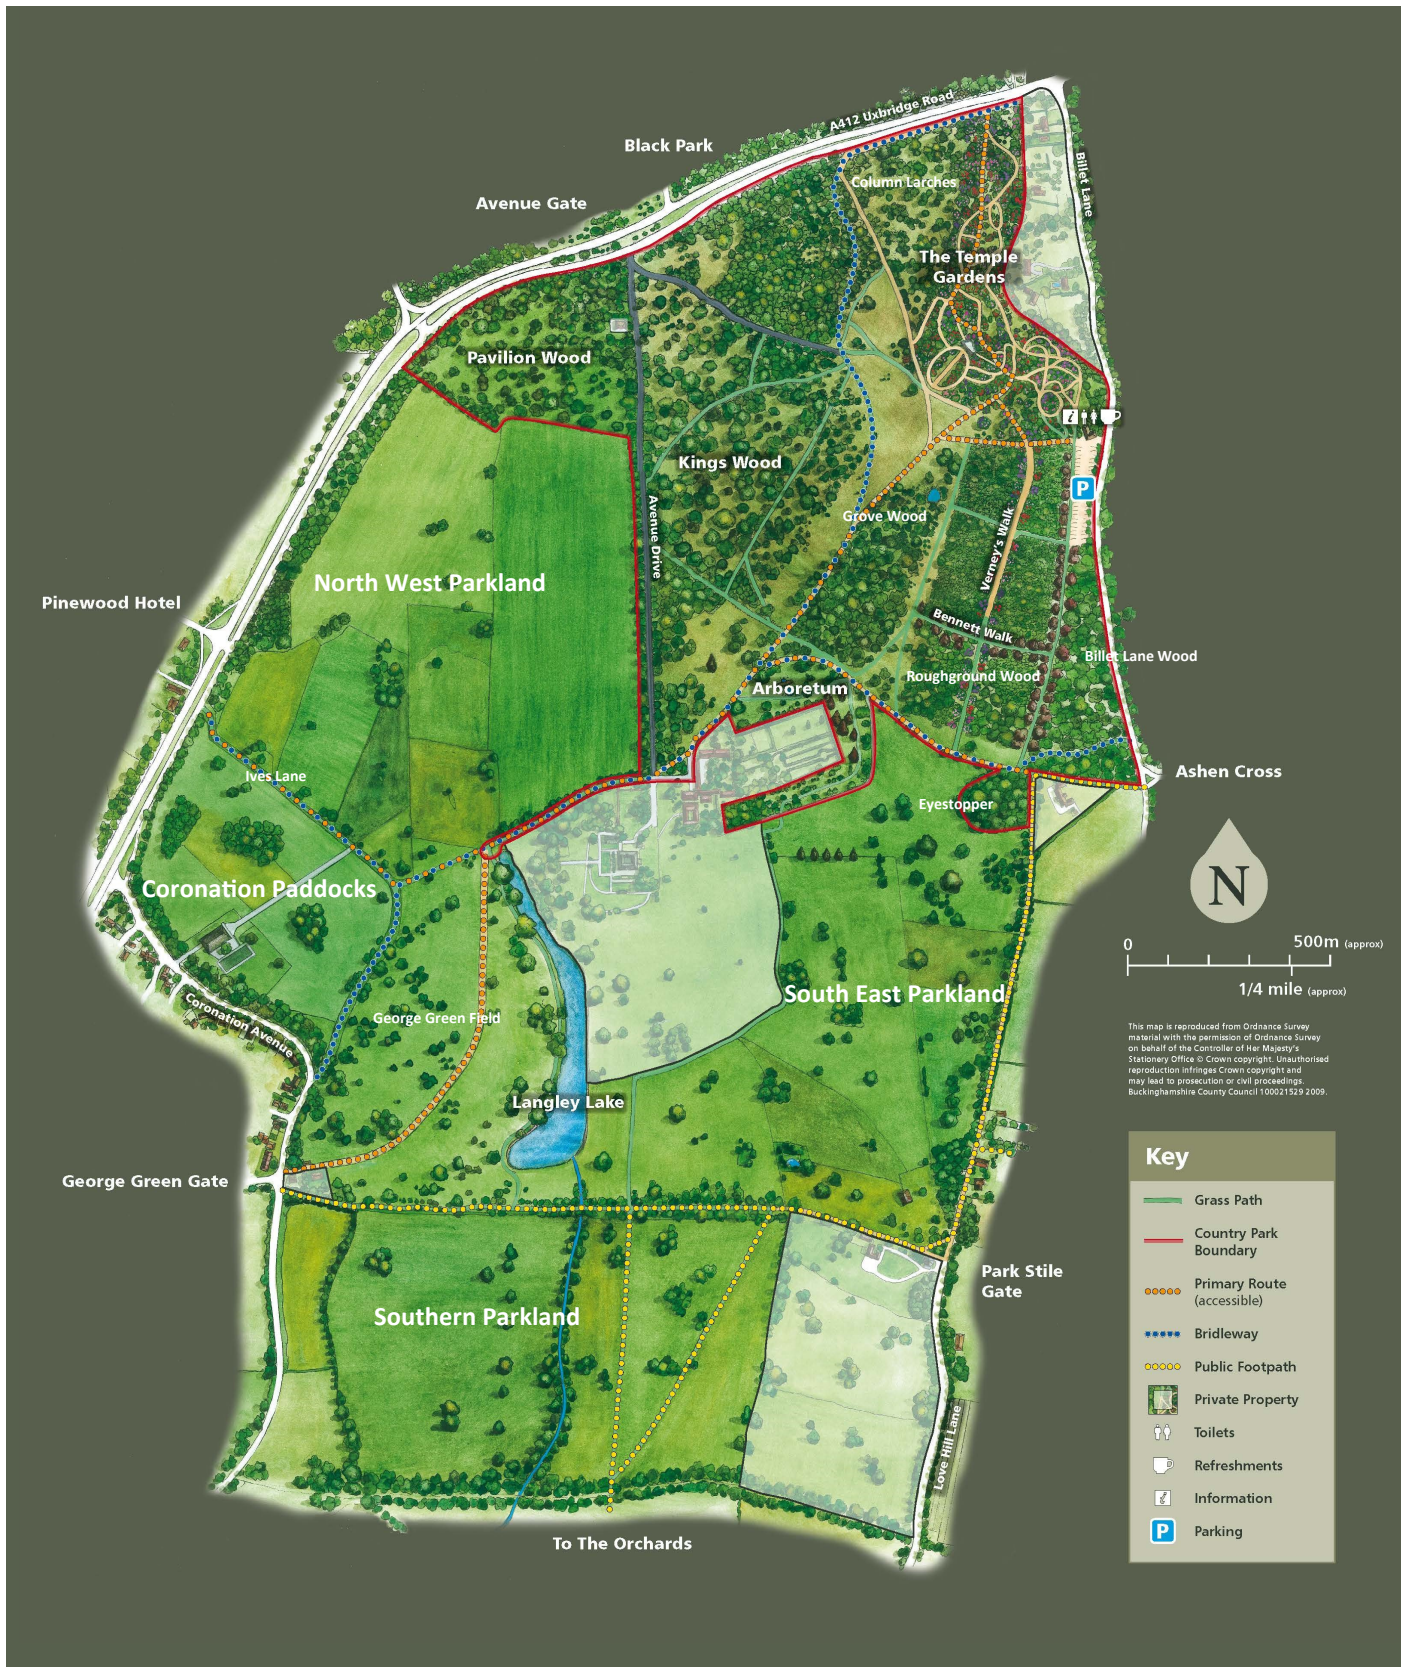 A412 Uxbridge Road
Black Park
Billet Lane
Column Larches
Avenue Gate
The Temple
Gardens
Pavilion Wood
i
Kings Wood
P
Avenue Drive
Grove Wood
Verney's Walk
North West Parkland
Pinewood Hotel
Bennett Walk
Billet Lane Wood
Roughground Wood
Arboretum
Ives Lane
Ashen Cross
Eyestopper
Coronation Paddocks
N
0
500m (approx)
1/4 mile (approx)
South East Parkland
Coronation Avenue
George Green Field
This map is reproduced from Ordnance Survey
material with the permission of Ordnance Survey
on behalf of the Controller of Her Majesty's
Stationery Office © Crown copyright. Unauthorised
reproduction infringes Crown copyright and
may lead to prosecution or civil proceedings.
Buckinghamshire County Council 100021529 2009.
Langley Lake
George Green Gate
Park Stile
Gate
Southern Parkland
Love Hill Lane
To The Orchards
Key
Grass Path
Country Park
Boundary
Primary Route
(accessible)
Bridleway
Public Footpath
Private Property
Toilets
Refreshments
i Information
P Parking